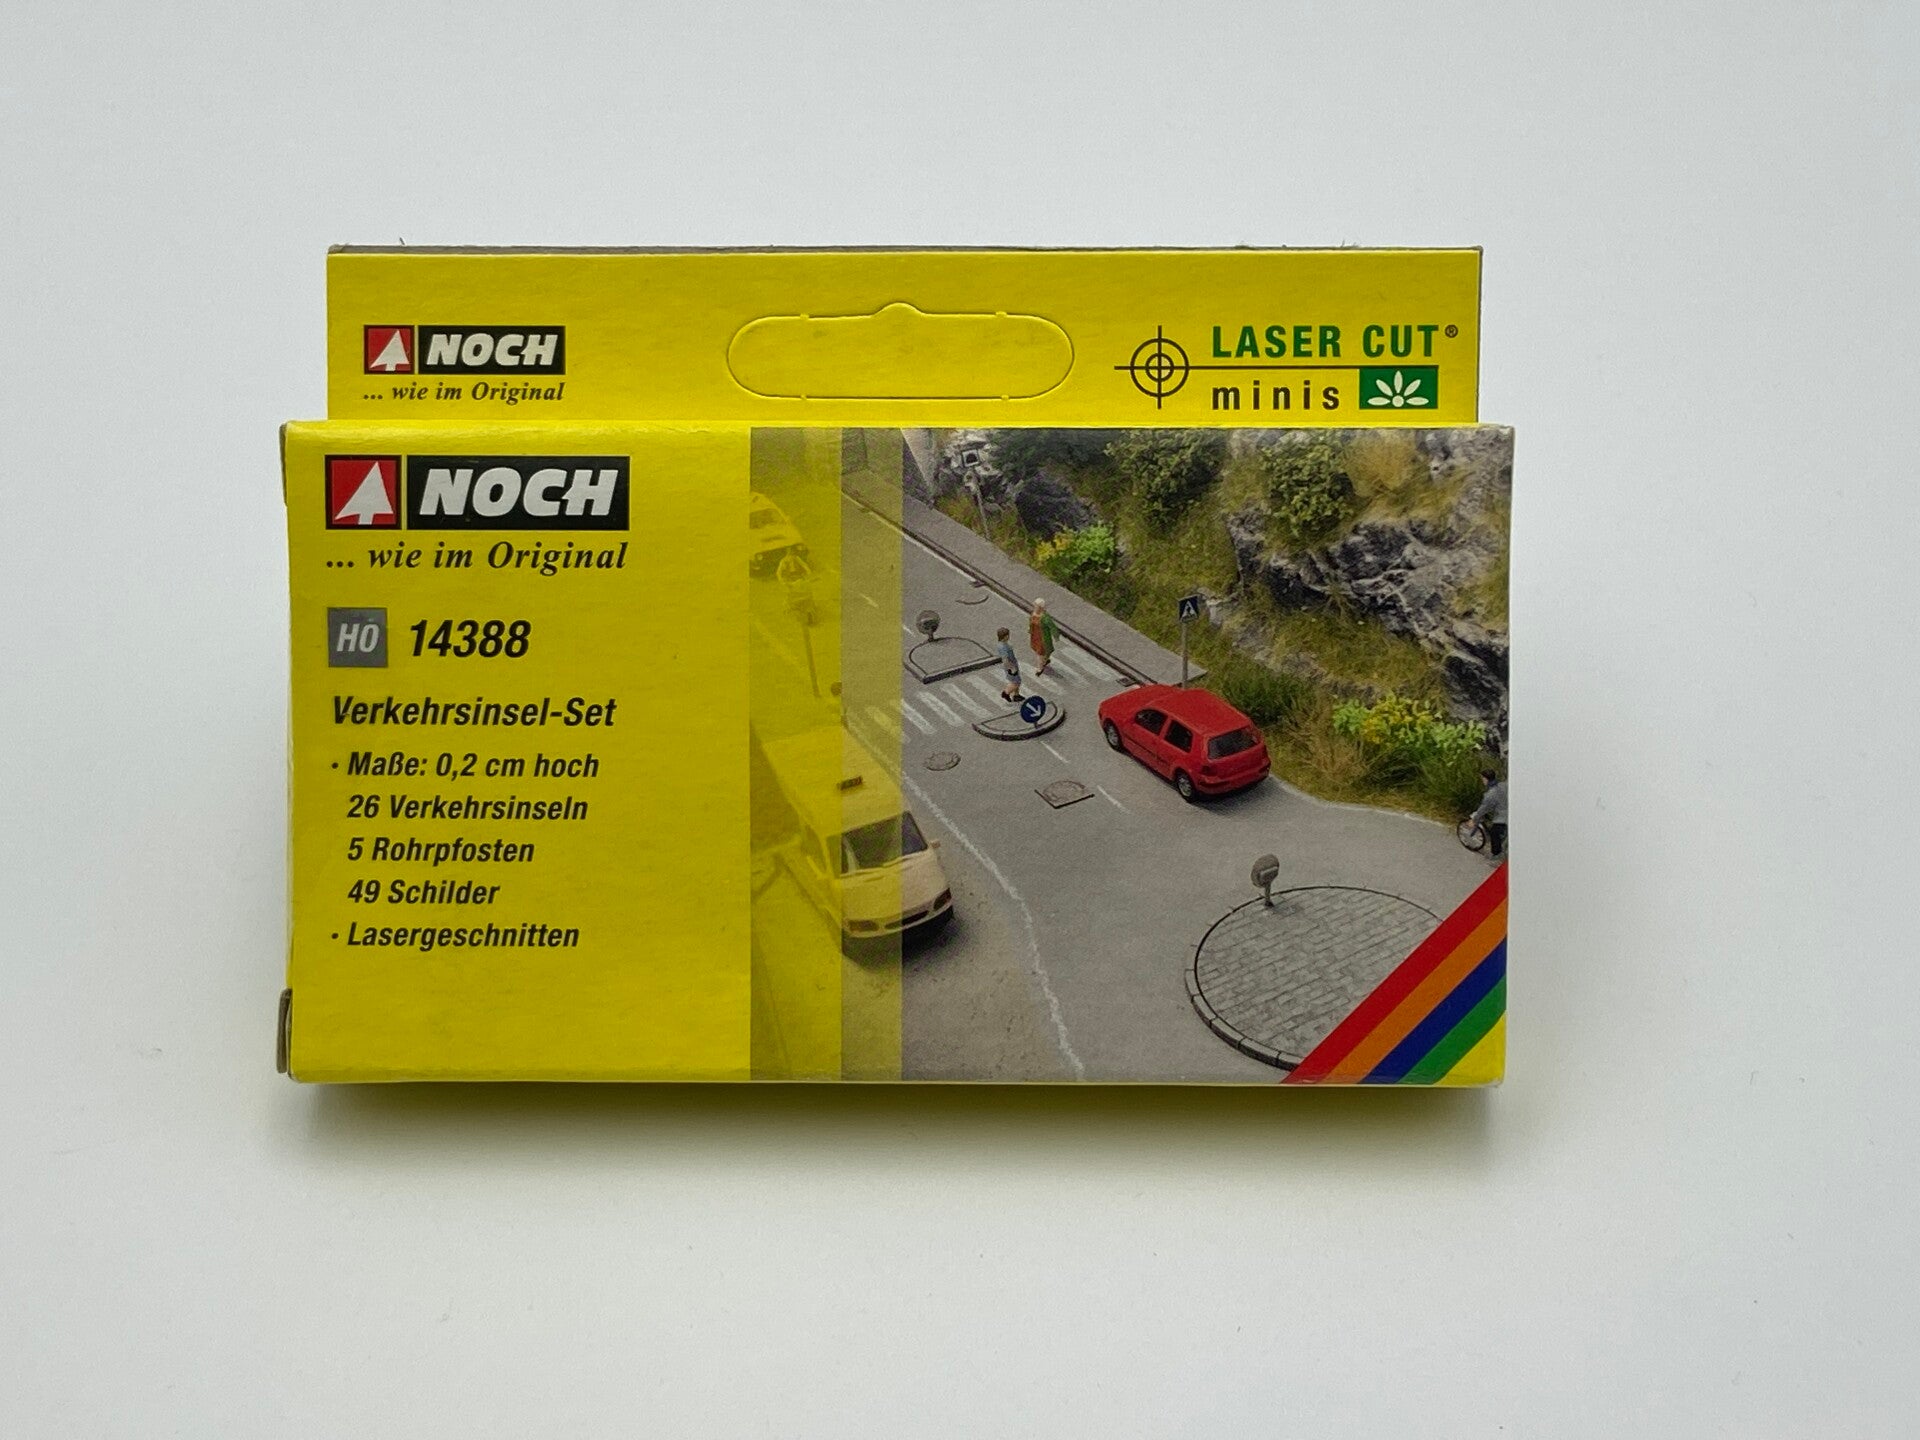 NOCH
... wie im Original
LASER CUT®
minis
NOCH
... wie im Original
H0 14388
Verkehrsinsel-Set
· Maße: 0,2 cm hoch
26 Verkehrsinseln
5 Rohrpfosten
49 Schilder
· Lasergeschnitten